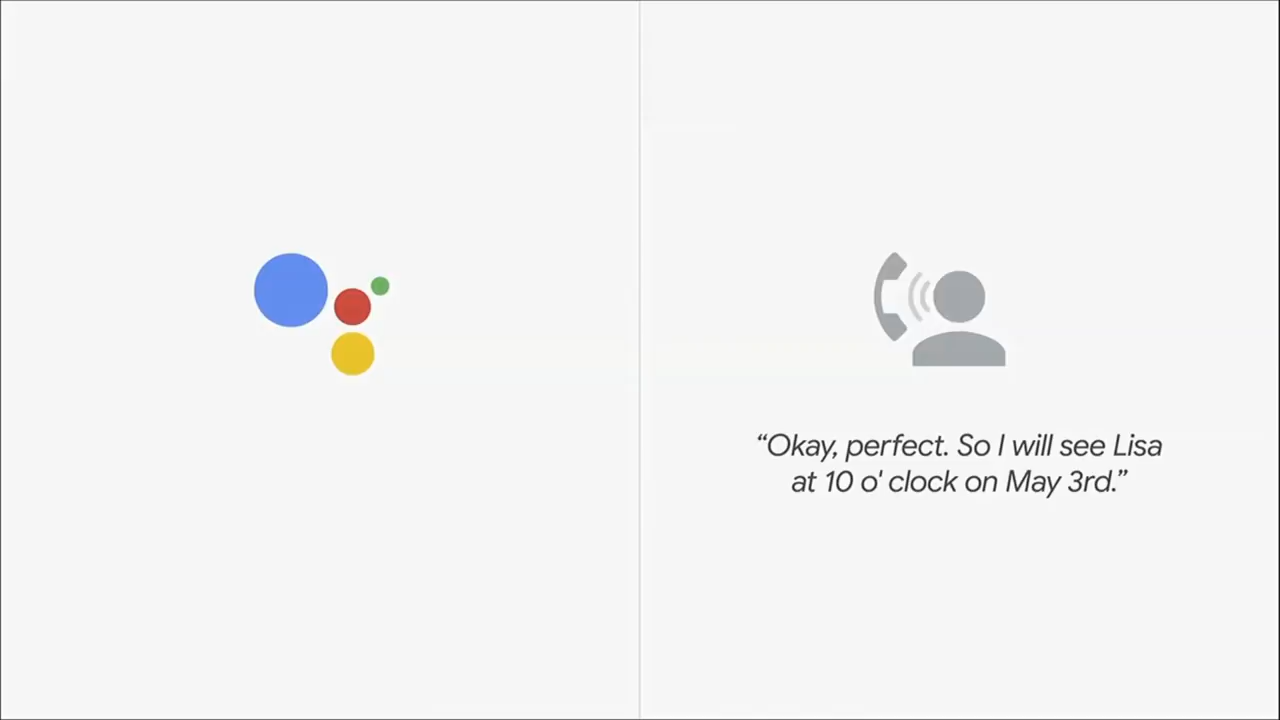 “Okay, perfect. So I will see Lisa
at 10 o' clock on May 3rd.”